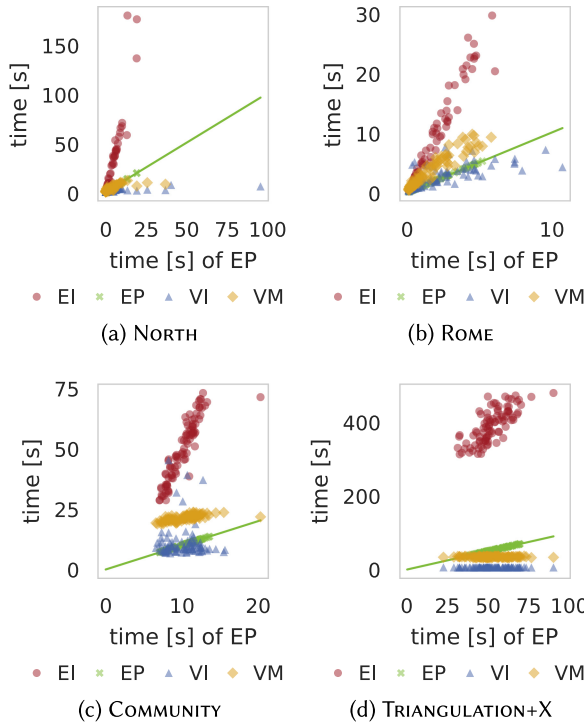 150
100
50
0
time [s]
0 25 50 75 100
time [s] of EP
EI EP VI VM
(a) NORTH
30
20
10
0
time [s]
0 10
time [s] of EP
EI EP VI VM
(b) ROME
75
50
25
0
time [s]
0 10 20
time [s] of EP
EI EP VI VM
(c) COMMUNITY
400
200
0
time [s]
0 25 50 75 100
time [s] of EP
EI EP VI VM
(d) TRIANGULATION+X